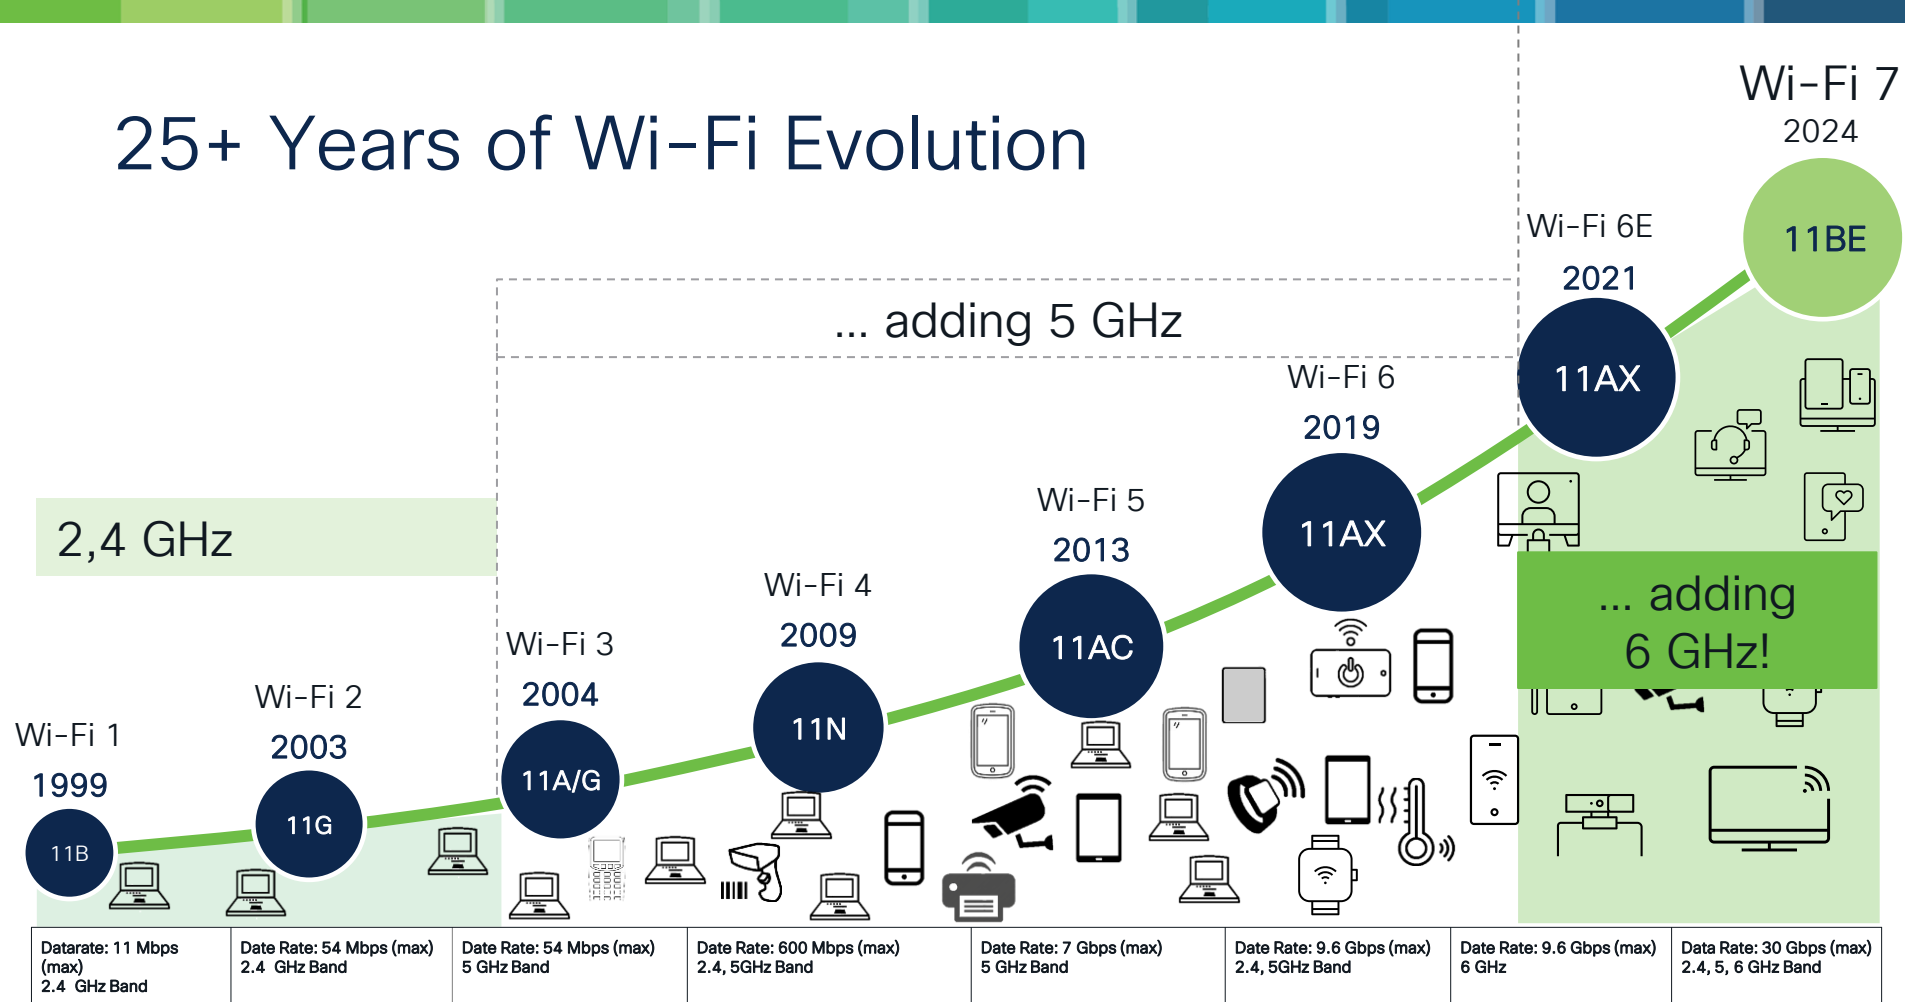 25+ Years of Wi-Fi Evolution
Wi-Fi 7
2024
11BE
Wi-Fi 6E
2021
11AX
... adding 5 GHz
Wi-Fi 6
2019
11AX
Wi-Fi 5
2013
11AC
2,4 GHz
Wi-Fi 4
2009
11N
... adding
6 GHz!
Wi-Fi 3
2004
11A/G
Wi-Fi 2
2003
11G
Wi-Fi 1
1999
11B
Datarate: 11 Mbps
(max)
2.4 GHz Band
Date Rate: 54 Mbps (max)
2.4 GHz Band
Date Rate: 54 Mbps (max)
5 GHz Band
Date Rate: 600 Mbps (max)
2.4, 5GHz Band
Date Rate: 7 Gbps (max)
5 GHz Band
Date Rate: 9.6 Gbps (max)
2.4, 5GHz Band
Date Rate: 9.6 Gbps (max)
6 GHz
Data Rate: 30 Gbps (max)
2.4, 5, 6 GHz Band